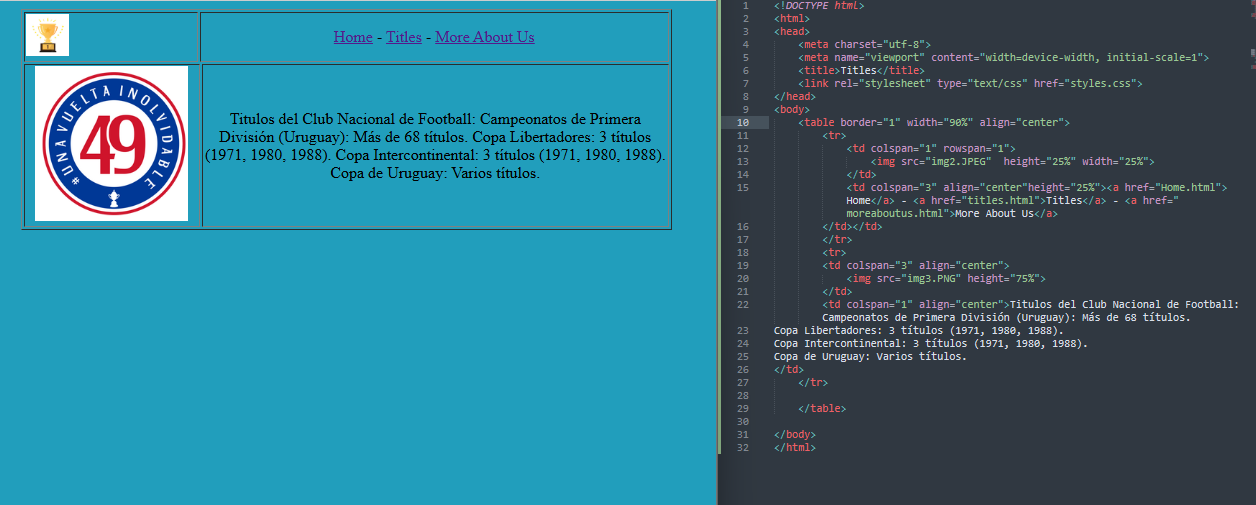 Home - Titles - More About Us
# UNA VUELTA INOLVIDABLE
49
Titulos del Club Nacional de Football: Campeonatos de Primera
División (Uruguay): Más de 68 títulos. Copa Libertadores: 3 títulos
(1971, 1980, 1988). Copa Intercontinental: 3 títulos (1971, 1980, 1988).
Copa de Uruguay: Varios títulos.
1 <!DOCTYPE html>
2 <html>
3 <head>
4 <meta charset="utf-8">
5 <meta name="viewport" content="width=device-width, initial-scale=1">
6 <title>Titles</title>
7 <link rel="stylesheet" type="text/css" href="styles.css">
8 </head>
9 <body>
10 <table border="1" width="90%" align="center">
11 <tr>
12 <td colspan="1" rowspan="1">
13 <img src="img2.JPEG"  height="25%" width="25%">
14 </td>
15 <td colspan="3" align="center"height="25%"><a href="Home.html">
Home</a> - <a href="titles.html">Titles</a> - <a href="
moreaboutus.html">More About Us</a>
16 </td></td>
17 </tr>
18 <tr>
19 <td colspan="3" align="center">
20 <img src="img3.PNG" height="75%">
21 </td>
22 <td colspan="1" align="center">Titulos del Club Nacional de Football:
Campeonatos de Primera División (Uruguay): Más de 68 títulos.
23 Copa Libertadores: 3 títulos (1971, 1980, 1988).
24 Copa Intercontinental: 3 títulos (1971, 1980, 1988).
25 Copa de Uruguay: Varios títulos.
26 </td>
27 </tr>
28
29 </table>
30
31 </body>
32 </html>